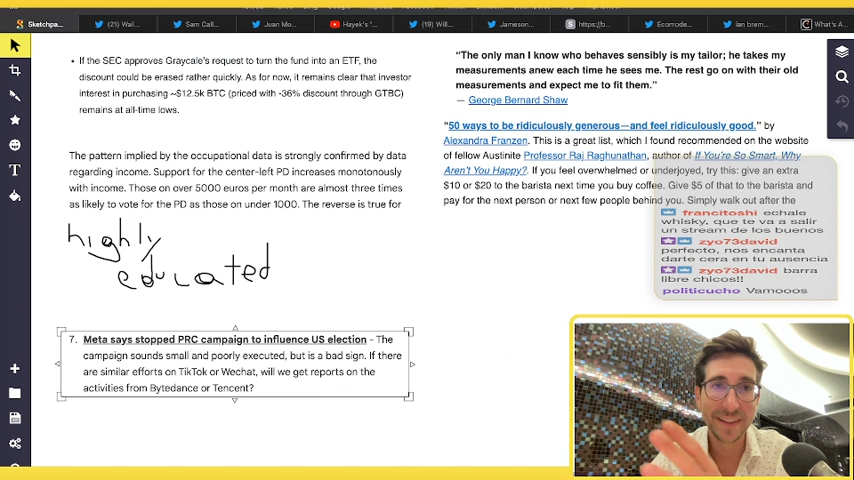 Sketchpa...
(21) Wall...
Sam Call...
Juan Mo...
Hayek's '...
(19) Will...
Jameson...
https://b...
Ecomode...
ian brem...
What's A...
• If the SEC approves Graycale's request to turn the fund into an ETF, the
discount could be erased rather quickly. As for now, it remains clear that investor
interest in purchasing ~$12.5k BTC (priced with -36% discount through GTBC)
remains at all-time lows.
The pattern implied by the occupational data is strongly confirmed by data
regarding income. Support for the center-left PD increases monotonously
with income. Those on over 5000 euros per month are almost three times
as likely to vote for the PD as those on under 1000. The reverse is true for
highly
educated
7. Meta says stopped PRC campaign to influence US election - The
campaign sounds small and poorly executed, but is a bad sign. If there
are similar efforts on TikTok or Wechat, will we get reports on the
activities from Bytedance or Tencent?
“The only man I know who behaves sensibly is my tailor; he takes my
measurements anew each time he sees me. The rest go on with their old
measurements and expect me to fit them.”
— George Bernard Shaw
“50 ways to be ridiculously generous—and feel ridiculously good.” by
Alexandra Franzen. This is a great list, which I found recommended on the website
of fellow Austinite Professor Raj Raghunathan, author of If You're So Smart, Why
Aren't You Happy?. If you feel overwhelmed or underjoyed, try this: give an extra
$10 or $20 to the barista next time you buy coffee. Give $5 of that to the barista and
pay for the next person or next few people behind you. Simply walk out after the
francitoshi echale
whisky, que te va a salir
un stream de los buenos
zyo73david
perfecto, nos encanta
darte cera en tu ausencia
zyo73david barra
libre chicos!!
politicucho Vamooos